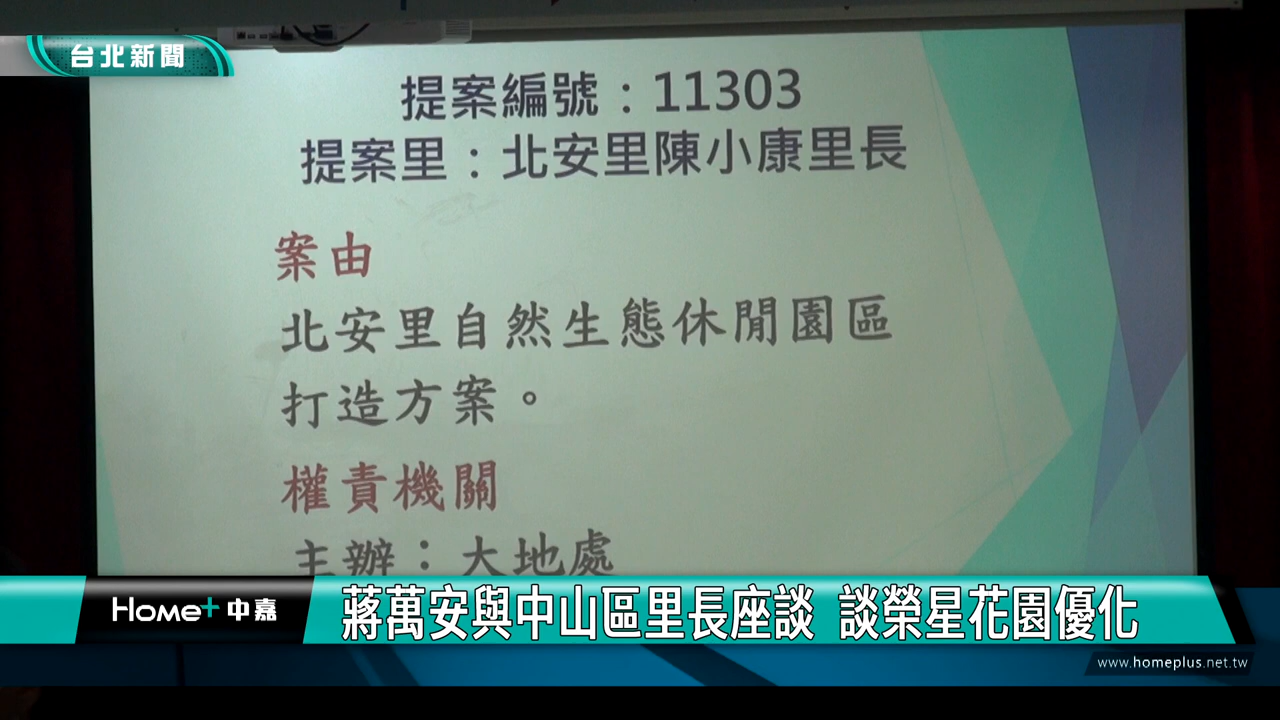 台北新聞
提案編號：11303
提案里：北安里陳小康里長
案由
北安里自然生態休閒園區
打造方案。
權責機關
主辦：大地處
Home+中嘉
蔣萬安與中山區里長座談 談榮星花園優化
www.homeplus.net.tw